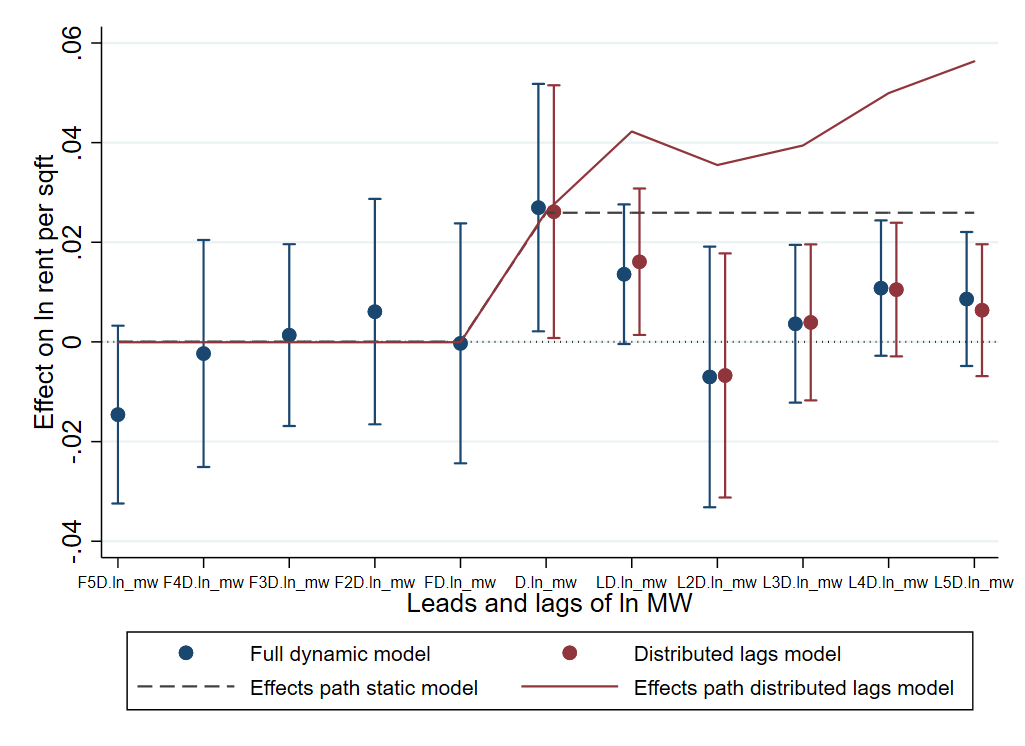 Effect on ln rent per sqft
.06
.04
.02
0
-.02
-.04
F5D.ln_mw F4D.ln_mw F3D.ln_mw F2D.ln_mw FD.ln_mw D.ln_mw LD.ln_mw L2D.ln_mw L3D.ln_mw L4D.ln_mw L5D.ln_mw
Leads and lags of ln MW
Full dynamic model Distributed lags model
Effects path static model Effects path distributed lags model